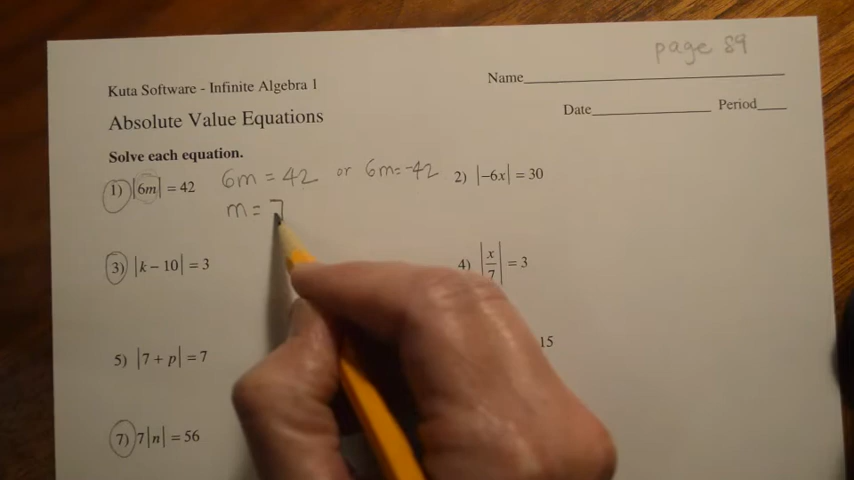 page 89
Kuta Software - Infinite Algebra 1
Name
Absolute Value Equations
Date Period
Solve each equation.
1) |6m| = 42 6m = 42 or 6m=-42
m = 7
2) |−6x| = 30
3) |k − 10| = 3
4) |x/7| = 3
5) |7 + p| = 7
15
7) 7|n| = 56